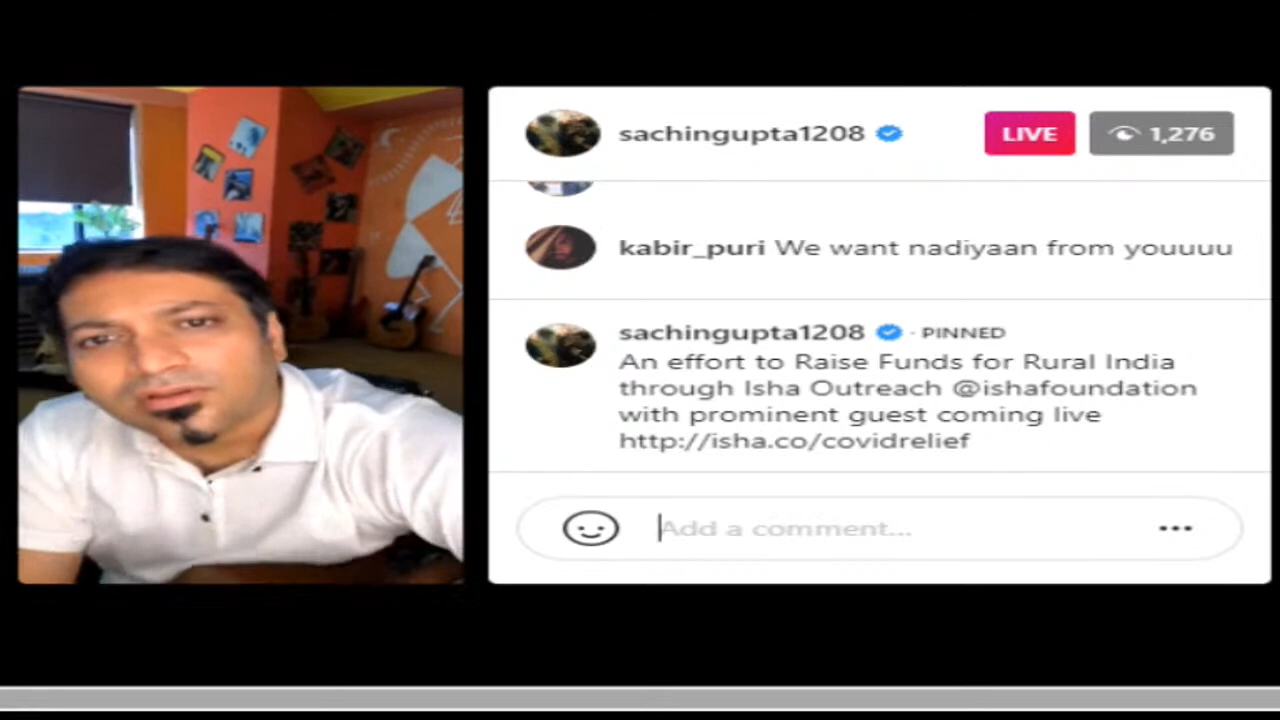 sachingupta1208
LIVE
1,276
kabir_puri We want nadiyaan from youuuu
sachingupta1208 · PINNED
An effort to Raise Funds for Rural India
through Isha Outreach @ishafoundation
with prominent guest coming live
http://isha.co/covidrelief
Add a comment...